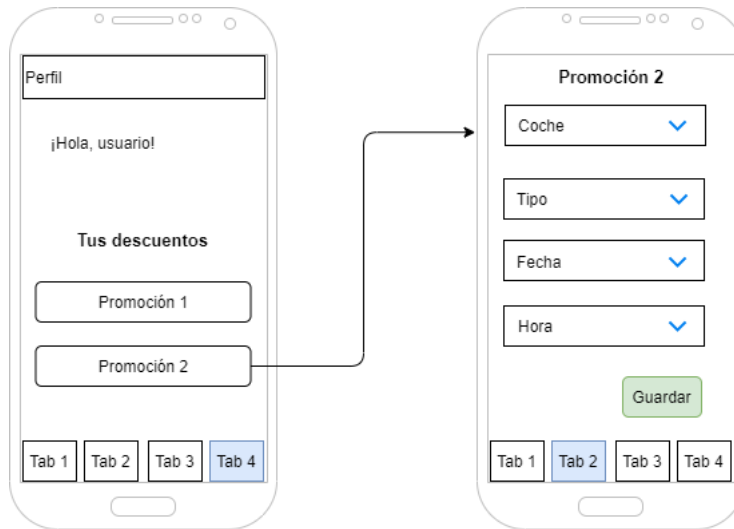 Perfil
¡Hola, usuario!
Tus descuentos
Promoción 1
Promoción 2
Tab 1 Tab 2 Tab 3 Tab 4
Promoción 2
Coche
Tipo
Fecha
Hora
Guardar
Tab 1 Tab 2 Tab 3 Tab 4